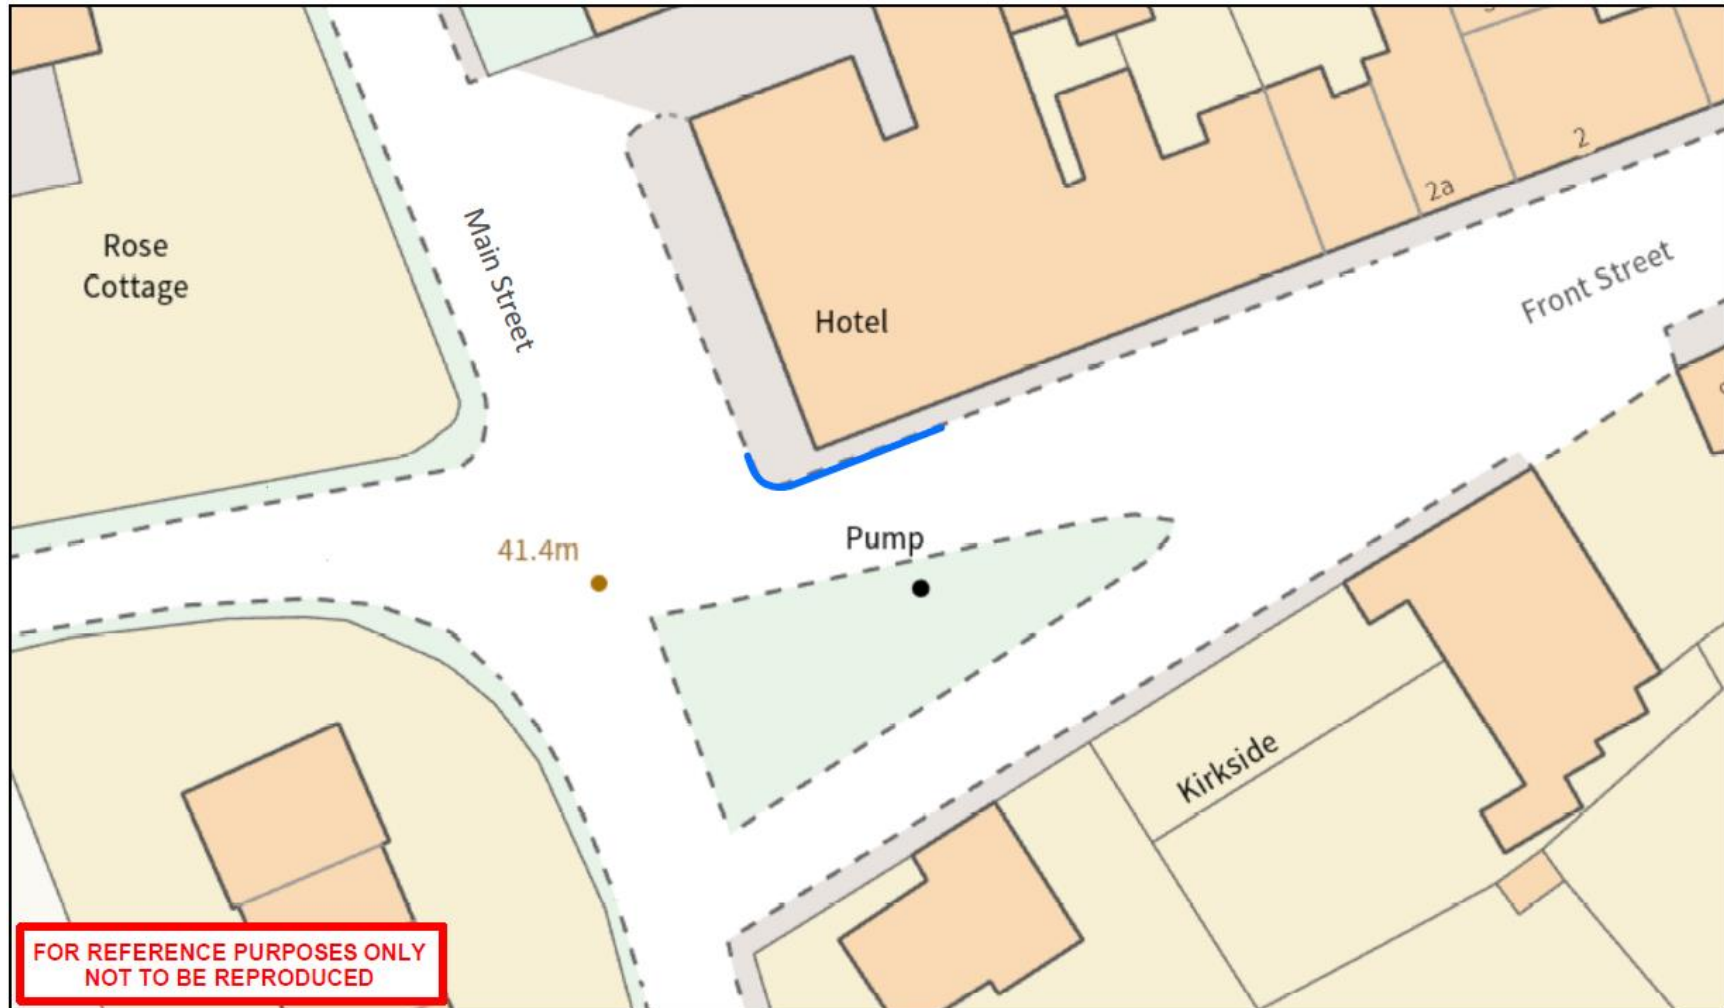 Rose
Cottage
Main Street
Hotel
2a
2
Front Street
41.4m
Pump
Kirkside
FOR REFERENCE PURPOSES ONLY
NOT TO BE REPRODUCED